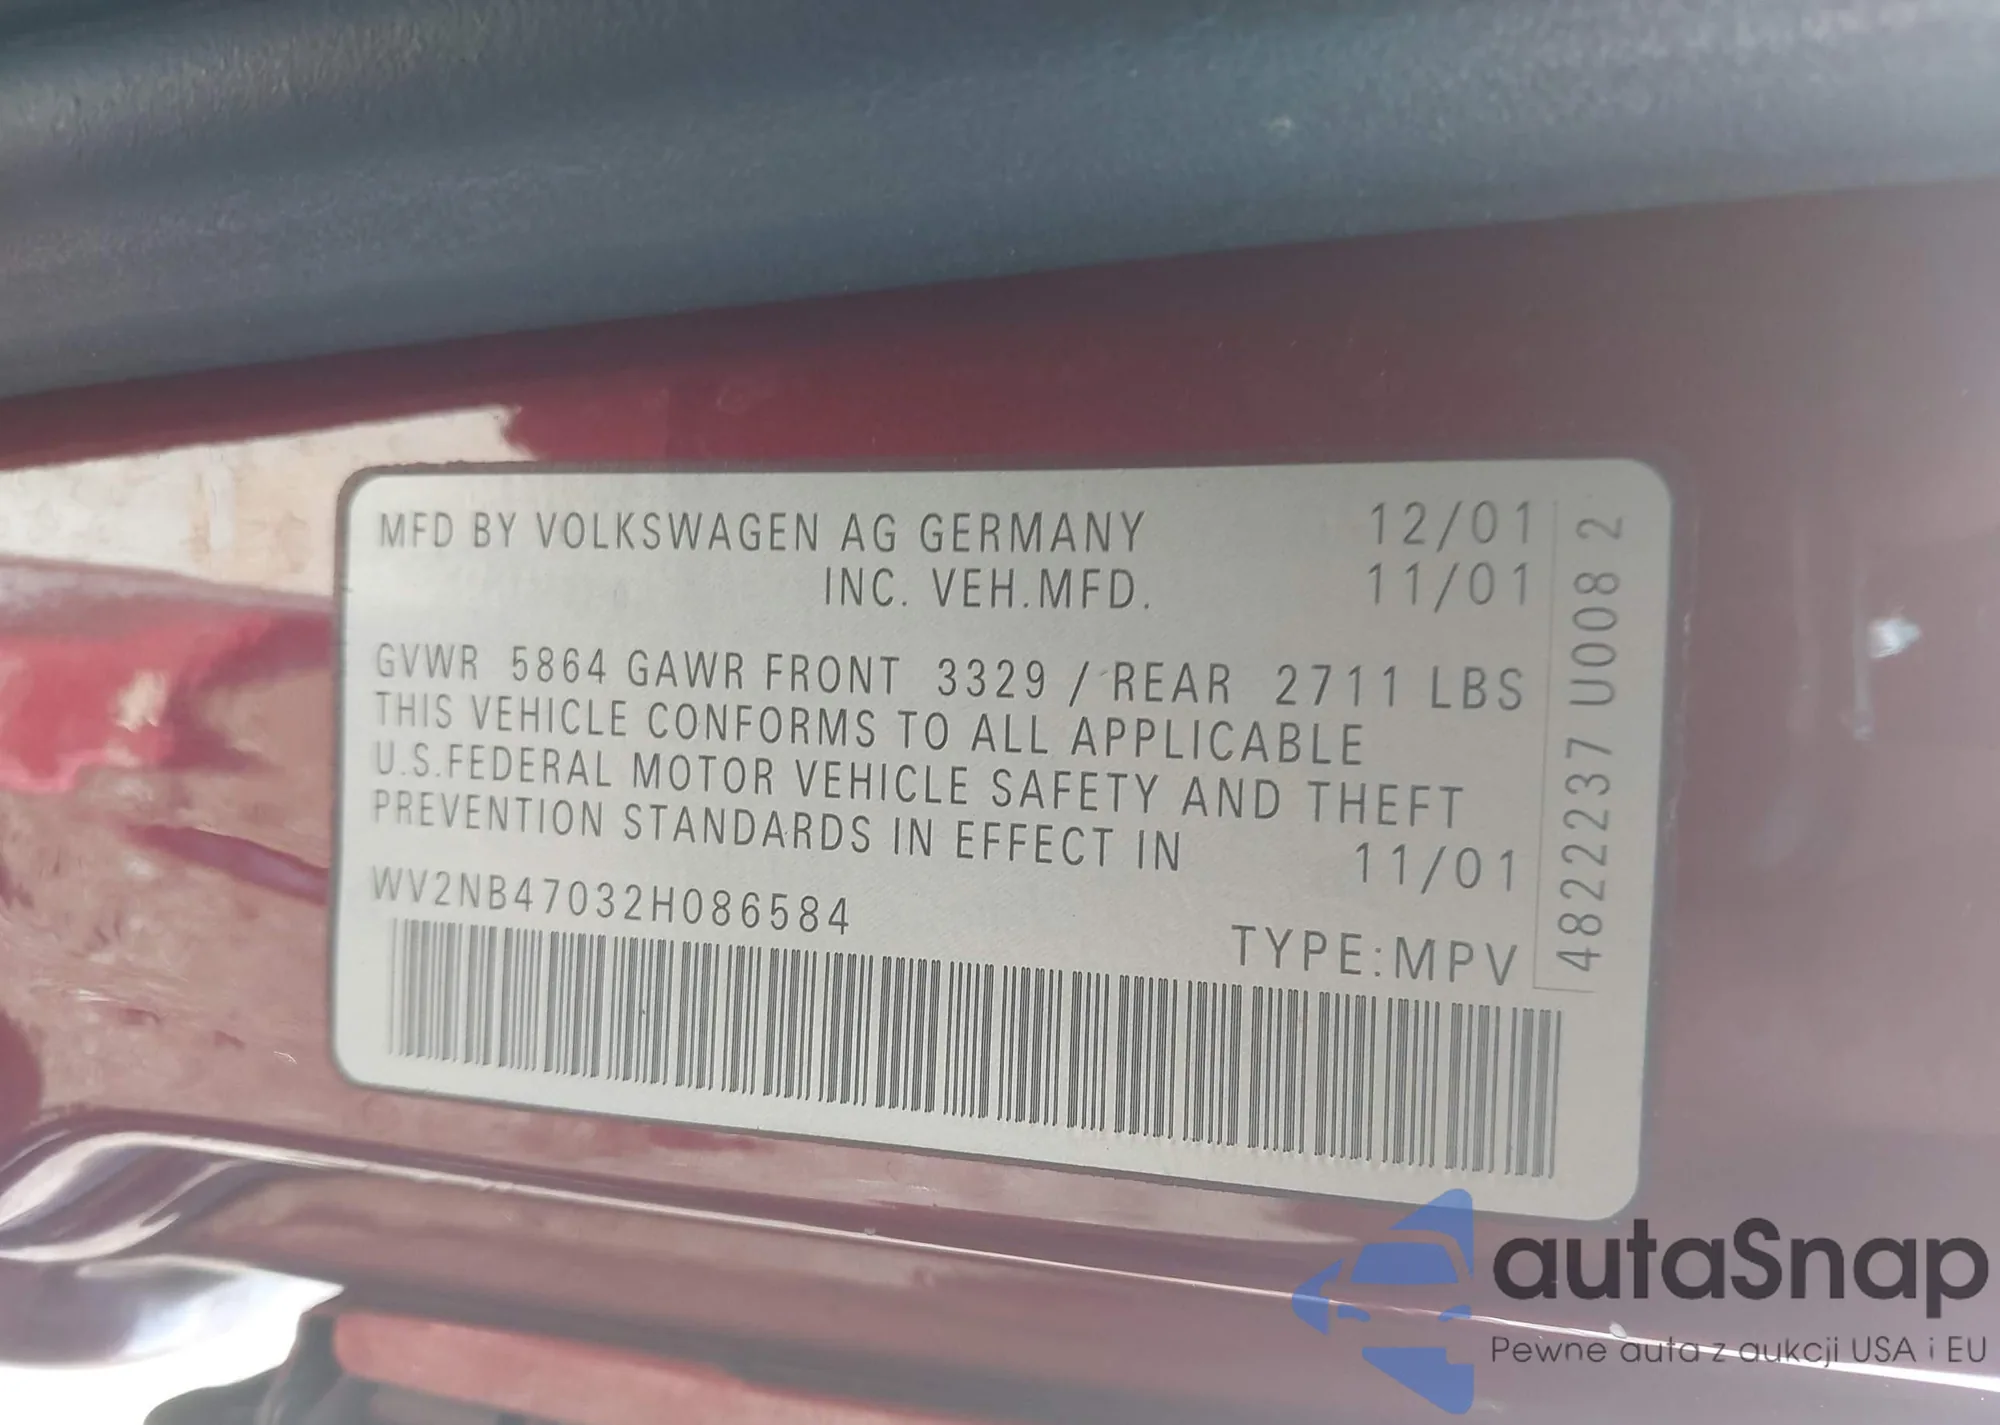 MFD BY VOLKSWAGEN AG GERMANY 12/01
INC. VEH.MFD. 11/01
GVWR 5864 GAWR FRONT 3329 / REAR 2711 LBS
THIS VEHICLE CONFORMS TO ALL APPLICABLE
U.S.FEDERAL MOTOR VEHICLE SAFETY AND THEFT
PREVENTION STANDARDS IN EFFECT IN 11/01
WV2NB47032H086584
TYPE:MPV
4822237 U008 2
autaSnap
Pewne auta z aukcji USA i EU